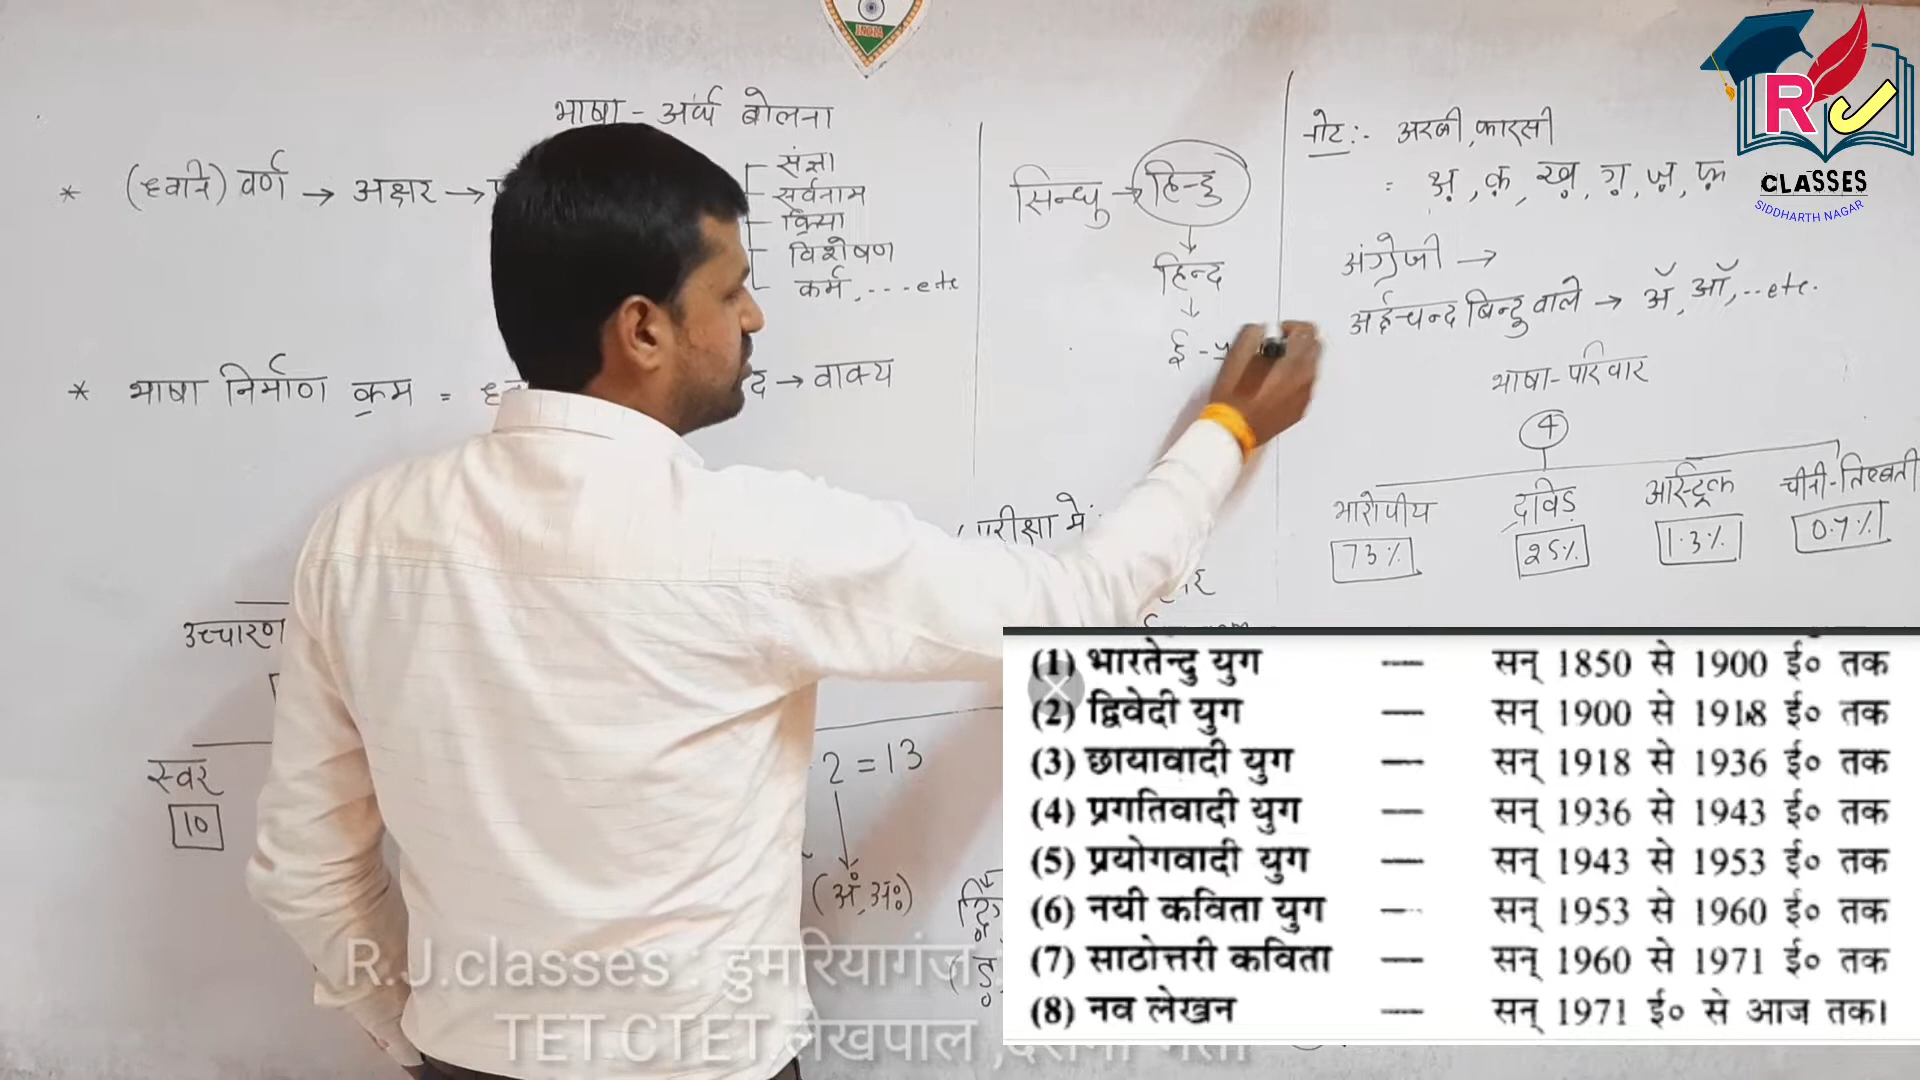 INDIA
भाषा - अर्थ बोलना
* (ध्वनि) वर्ण → अक्षर →
संज्ञा
सर्वनाम
क्रिया
विशेषण
कर्म, ---- etc
* भाषा निर्माण क्रम =
→ वाक्य
सिन्धु → हिन्दु
↓
हिन्द
↓
ई -
नोट :- अरबी, फारसी
= अ़, क़, ख़, ग़, ज़, फ़
अंग्रेजी →
अर्द्धचन्द्र बिन्दु वाले → ॲ, ऑ, ..etc.
भाषा-परिवार
4
भारोपीय द्रविड़ आस्ट्रिक चीनी-तिब्बती
73% 25% 1.3% 0.7%
परीक्षा में
उच्चारण
स्वर
10
2 = 13
(अं, अः)
RJ
CLASSES
SIDDHARTH NAGAR
(1) भारतेन्दु युग — सन् 1850 से 1900 ई० तक
(2) द्विवेदी युग — सन् 1900 से 1918 ई० तक
(3) छायावादी युग — सन् 1918 से 1936 ई० तक
(4) प्रगतिवादी युग — सन् 1936 से 1943 ई० तक
(5) प्रयोगवादी युग — सन् 1943 से 1953 ई० तक
(6) नयी कविता युग — सन् 1953 से 1960 ई० तक
(7) साठोत्तरी कविता — सन् 1960 से 1971 ई० तक
(8) नव लेखन — सन् 1971 ई० से आज तक।
R.J.classes : डुमरियागंज
TET.CTET.लेखपाल